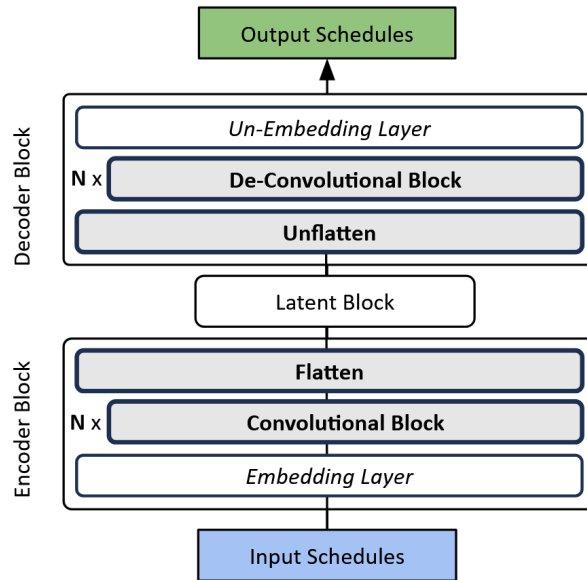 Output Schedules
Decoder Block
Un-Embedding Layer
N x
De-Convolutional Block
Unflatten
Latent Block
Encoder Block
Flatten
N x
Convolutional Block
Embedding Layer
Input Schedules